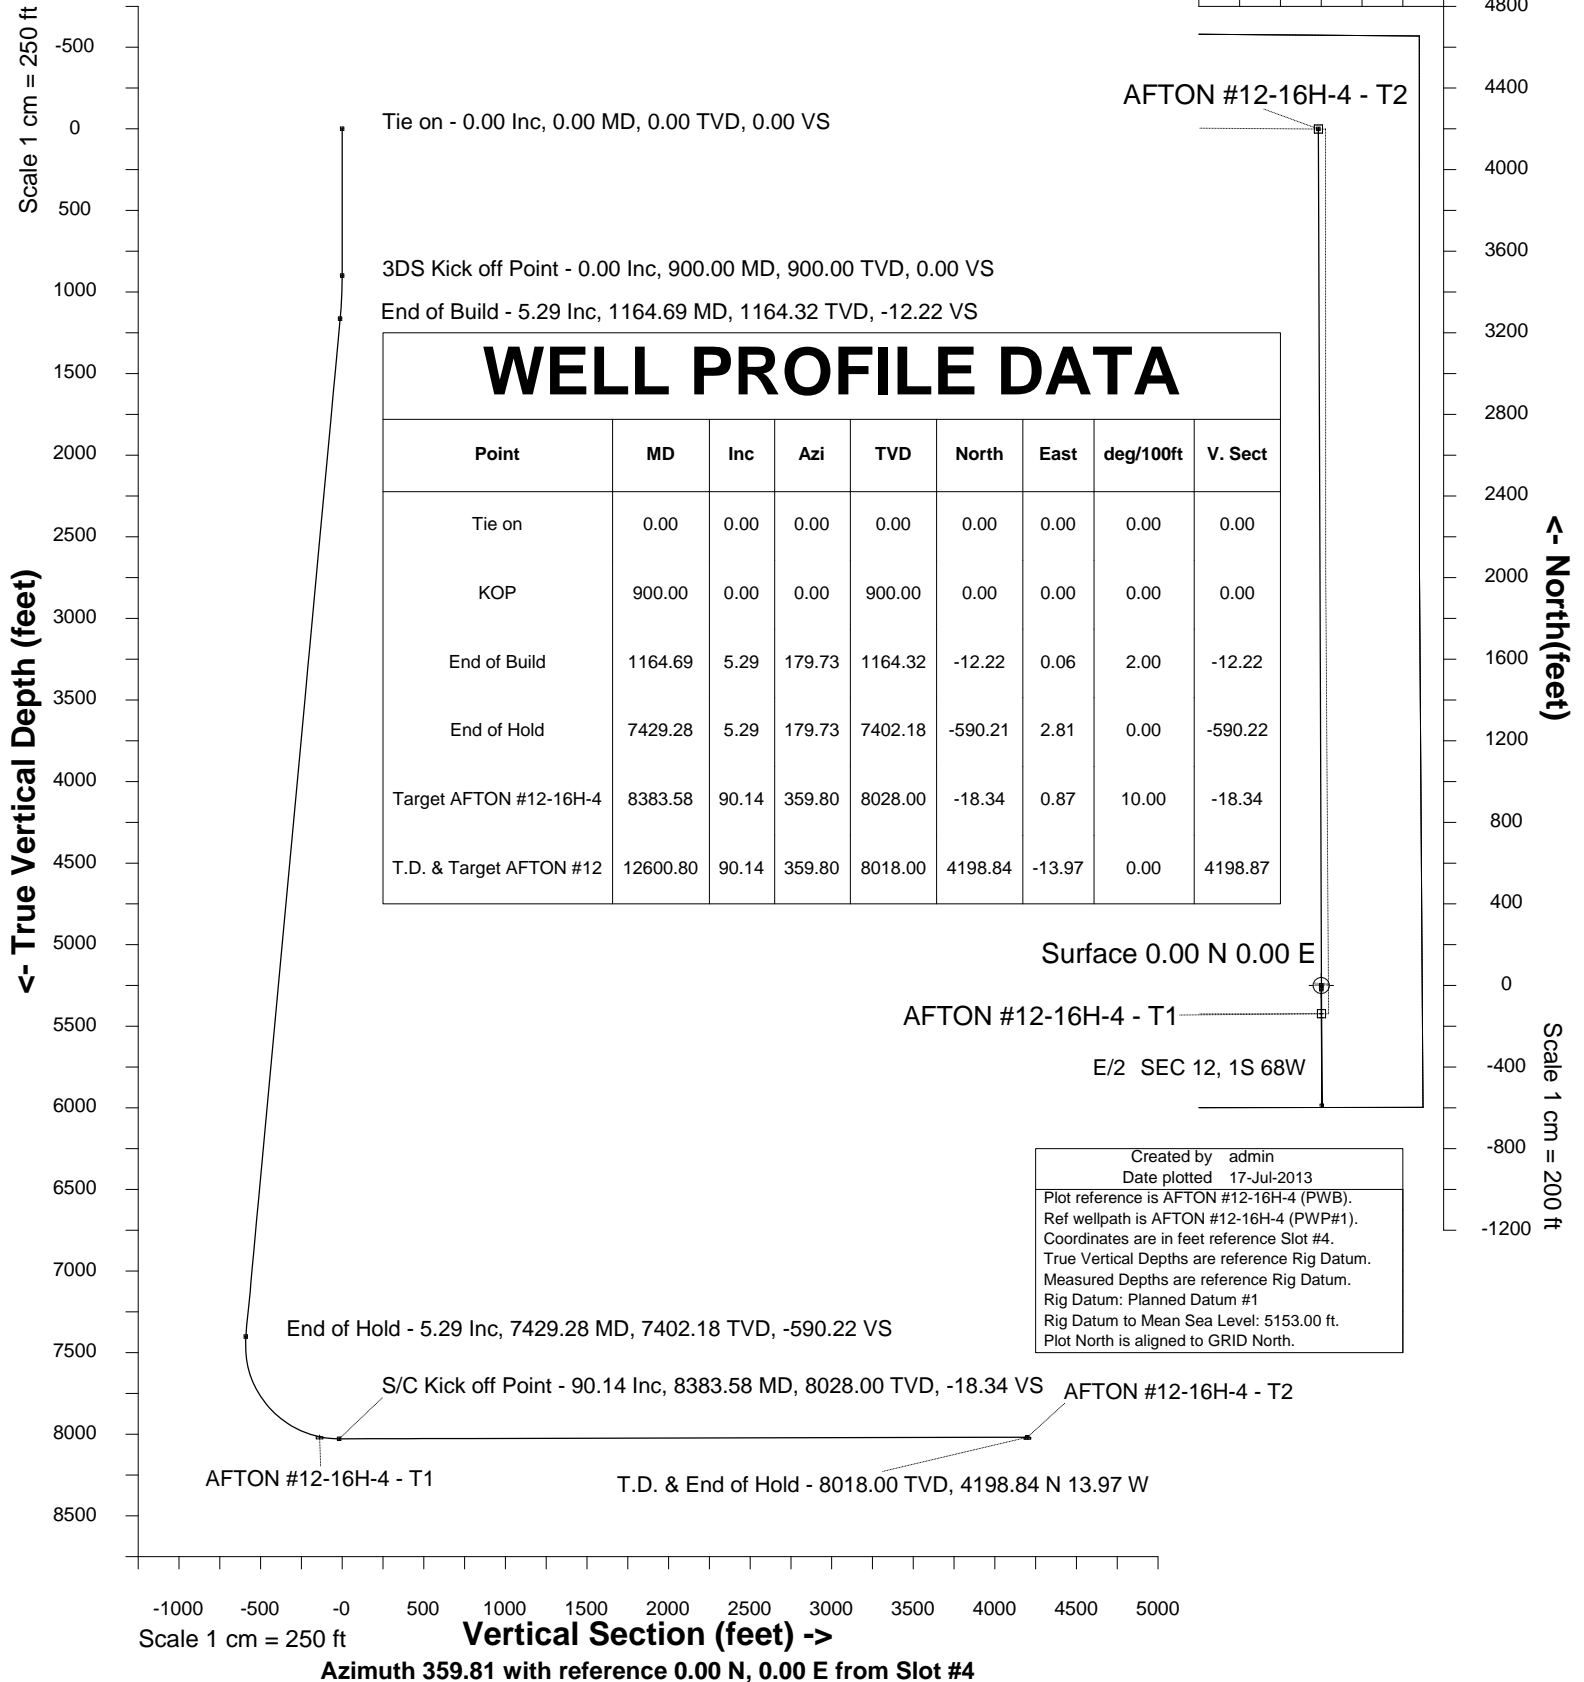 Scale 1 cm = 250 ft
-500
0
500
1000
1500
2000
2500
3000
3500
4000
4500
5000
5500
6000
6500
7000
7500
8000
8500
<- True Vertical Depth (feet)
Tie on - 0.00 Inc, 0.00 MD, 0.00 TVD, 0.00 VS
3DS Kick off Point - 0.00 Inc, 900.00 MD, 900.00 TVD, 0.00 VS
End of Build - 5.29 Inc, 1164.69 MD, 1164.32 TVD, -12.22 VS
WELL PROFILE DATA
Point MD Inc Azi TVD North East deg/100ft V. Sect
Tie on 0.00 0.00 0.00 0.00 0.00 0.00 0.00 0.00
KOP 900.00 0.00 0.00 900.00 0.00 0.00 0.00 0.00
End of Build 1164.69 5.29 179.73 1164.32 -12.22 0.06 2.00 -12.22
End of Hold 7429.28 5.29 179.73 7402.18 -590.21 2.81 0.00 -590.22
Target AFTON #12-16H-4 8383.58 90.14 359.80 8028.00 -18.34 0.87 10.00 -18.34
T.D. & Target AFTON #12 12600.80 90.14 359.80 8018.00 4198.84 -13.97 0.00 4198.87
AFTON #12-16H-4 - T2
Surface 0.00 N 0.00 E
AFTON #12-16H-4 - T1
E/2 SEC 12, 1S 68W
4800
4400
4000
3600
3200
2800
2400
2000
1600
1200
800
400
0
-400
-800
-1200
<- North(feet)
Scale 1 cm = 200 ft
Created by admin
Date plotted 17-Jul-2013
Plot reference is AFTON #12-16H-4 (PWB).
Ref wellpath is AFTON #12-16H-4 (PWP#1).
Coordinates are in feet reference Slot #4.
True Vertical Depths are reference Rig Datum.
Measured Depths are reference Rig Datum.
Rig Datum: Planned Datum #1
Rig Datum to Mean Sea Level: 5153.00 ft.
Plot North is aligned to GRID North.
End of Hold - 5.29 Inc, 7429.28 MD, 7402.18 TVD, -590.22 VS
S/C Kick off Point - 90.14 Inc, 8383.58 MD, 8028.00 TVD, -18.34 VS
AFTON #12-16H-4 - T2
AFTON #12-16H-4 - T1
T.D. & End of Hold - 8018.00 TVD, 4198.84 N 13.97 W
-1000 -500 -0 500 1000 1500 2000 2500 3000 3500 4000 4500 5000
Scale 1 cm = 250 ft
Vertical Section (feet) ->
Azimuth 359.81 with reference 0.00 N, 0.00 E from Slot #4